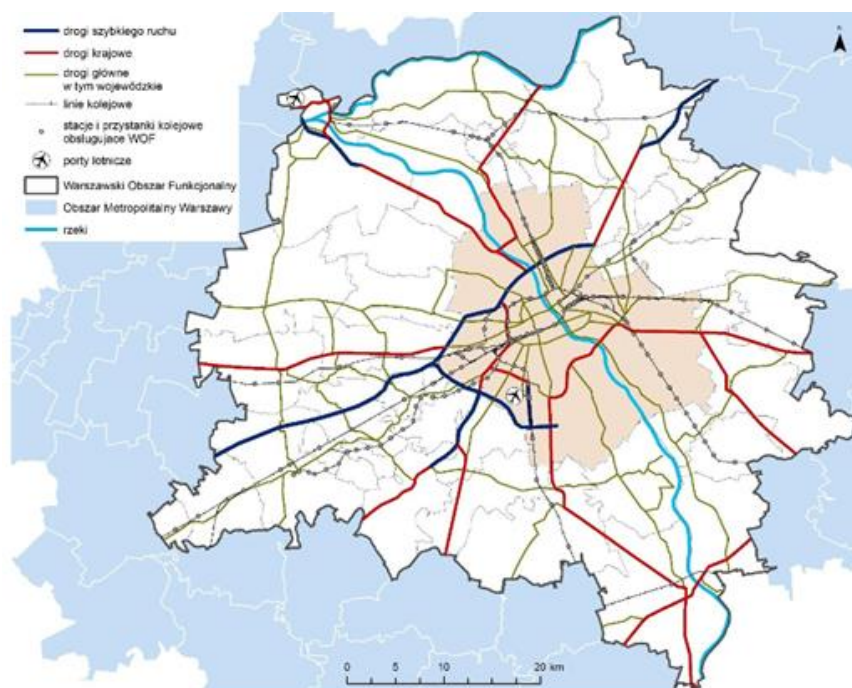 drogi szybkiego ruchu
drogi krajowe
drogi główne
w tym wojewódzkie
linie kolejowe
stacje i przystanki kolejowe
obsługujące WOF
porty lotnicze
Warszawski Obszar Funkcjonalny
Obszar Metropolitalny Warszawy
rzeki
0 5 10 20 km